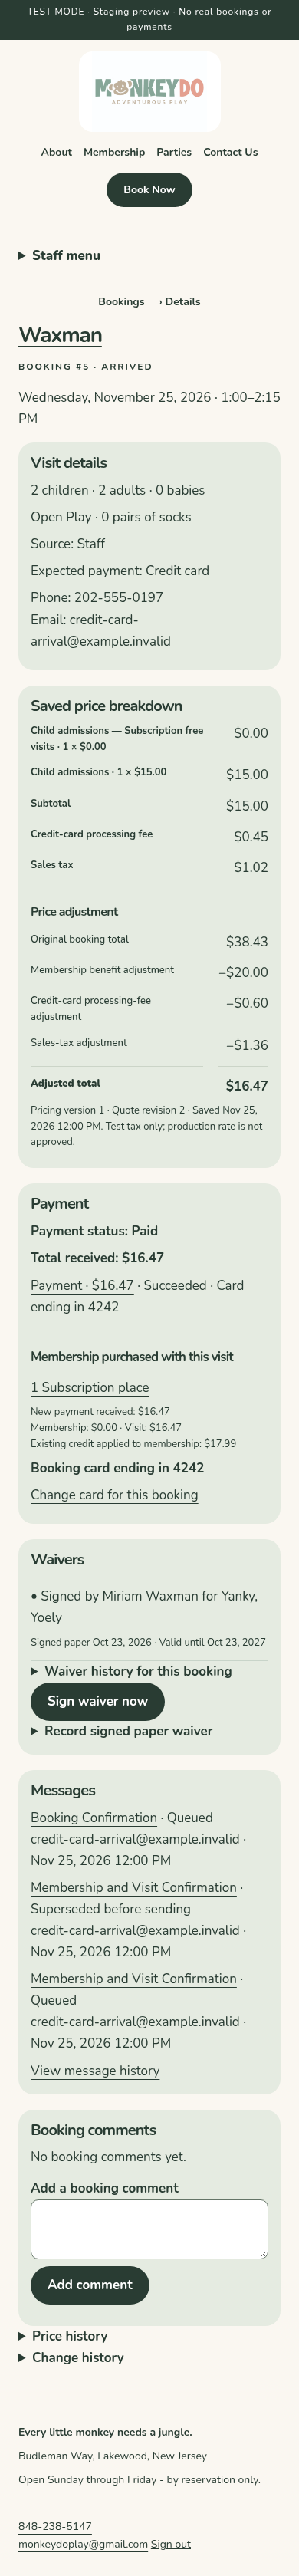 TEST MODE · Staging preview · No real bookings or
payments
MONKEYDO
ADVENTUROUS PLAY
About Membership Parties Contact Us
Book Now
▶ Staff menu
Bookings › Details
Waxman
BOOKING #5 · ARRIVED
Wednesday, November 25, 2026 · 1:00–2:15
PM
Visit details
2 children · 2 adults · 0 babies
Open Play · 0 pairs of socks
Source: Staff
Expected payment: Credit card
Phone: 202-555-0197
Email: credit-card-
arrival@example.invalid
Saved price breakdown
Child admissions — Subscription free $0.00
visits · 1 × $0.00
Child admissions · 1 × $15.00 $15.00
Subtotal $15.00
Credit-card processing fee $0.45
Sales tax $1.02
Price adjustment
Original booking total $38.43
Membership benefit adjustment –$20.00
Credit-card processing-fee –$0.60
adjustment
Sales-tax adjustment –$1.36
Adjusted total $16.47
Pricing version 1 · Quote revision 2 · Saved Nov 25,
2026 12:00 PM. Test tax only; production rate is not
approved.
Payment
Payment status: Paid
Total received: $16.47
Payment · $16.47 · Succeeded · Card
ending in 4242
Membership purchased with this visit
1 Subscription place
New payment received: $16.47
Membership: $0.00 · Visit: $16.47
Existing credit applied to membership: $17.99
Booking card ending in 4242
Change card for this booking
Waivers
• Signed by Miriam Waxman for Yanky,
Yoely
Signed paper Oct 23, 2026 · Valid until Oct 23, 2027
▶ Waiver history for this booking
Sign waiver now
▶ Record signed paper waiver
Messages
Booking Confirmation · Queued
credit-card-arrival@example.invalid ·
Nov 25, 2026 12:00 PM
Membership and Visit Confirmation ·
Superseded before sending
credit-card-arrival@example.invalid ·
Nov 25, 2026 12:00 PM
Membership and Visit Confirmation ·
Queued
credit-card-arrival@example.invalid ·
Nov 25, 2026 12:00 PM
View message history
Booking comments
No booking comments yet.
Add a booking comment
Add comment
▶ Price history
▶ Change history
Every little monkey needs a jungle.
Budleman Way, Lakewood, New Jersey
Open Sunday through Friday - by reservation only.
848-238-5147
monkeydoplay@gmail.com Sign out